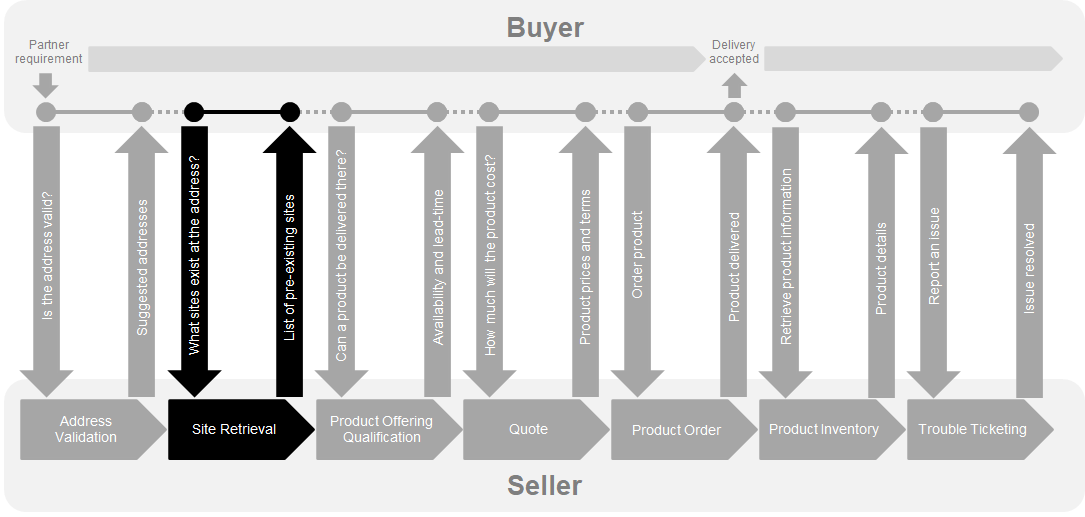 Buyer
Partner
requirement
Delivery
accepted
Is the address valid?
Suggested addresses
What sites exist at the address?
List of pre-existing sites
Can a product be delivered there?
Availability and lead-time
How much will the product cost?
Product prices and terms
Order product
Product delivered
Retrieve product information
Product details
Report an issue
Issue resolved
Address
Validation
Site Retrieval
Product Offering
Qualification
Quote
Product Order
Product Inventory
Trouble Ticketing
Seller